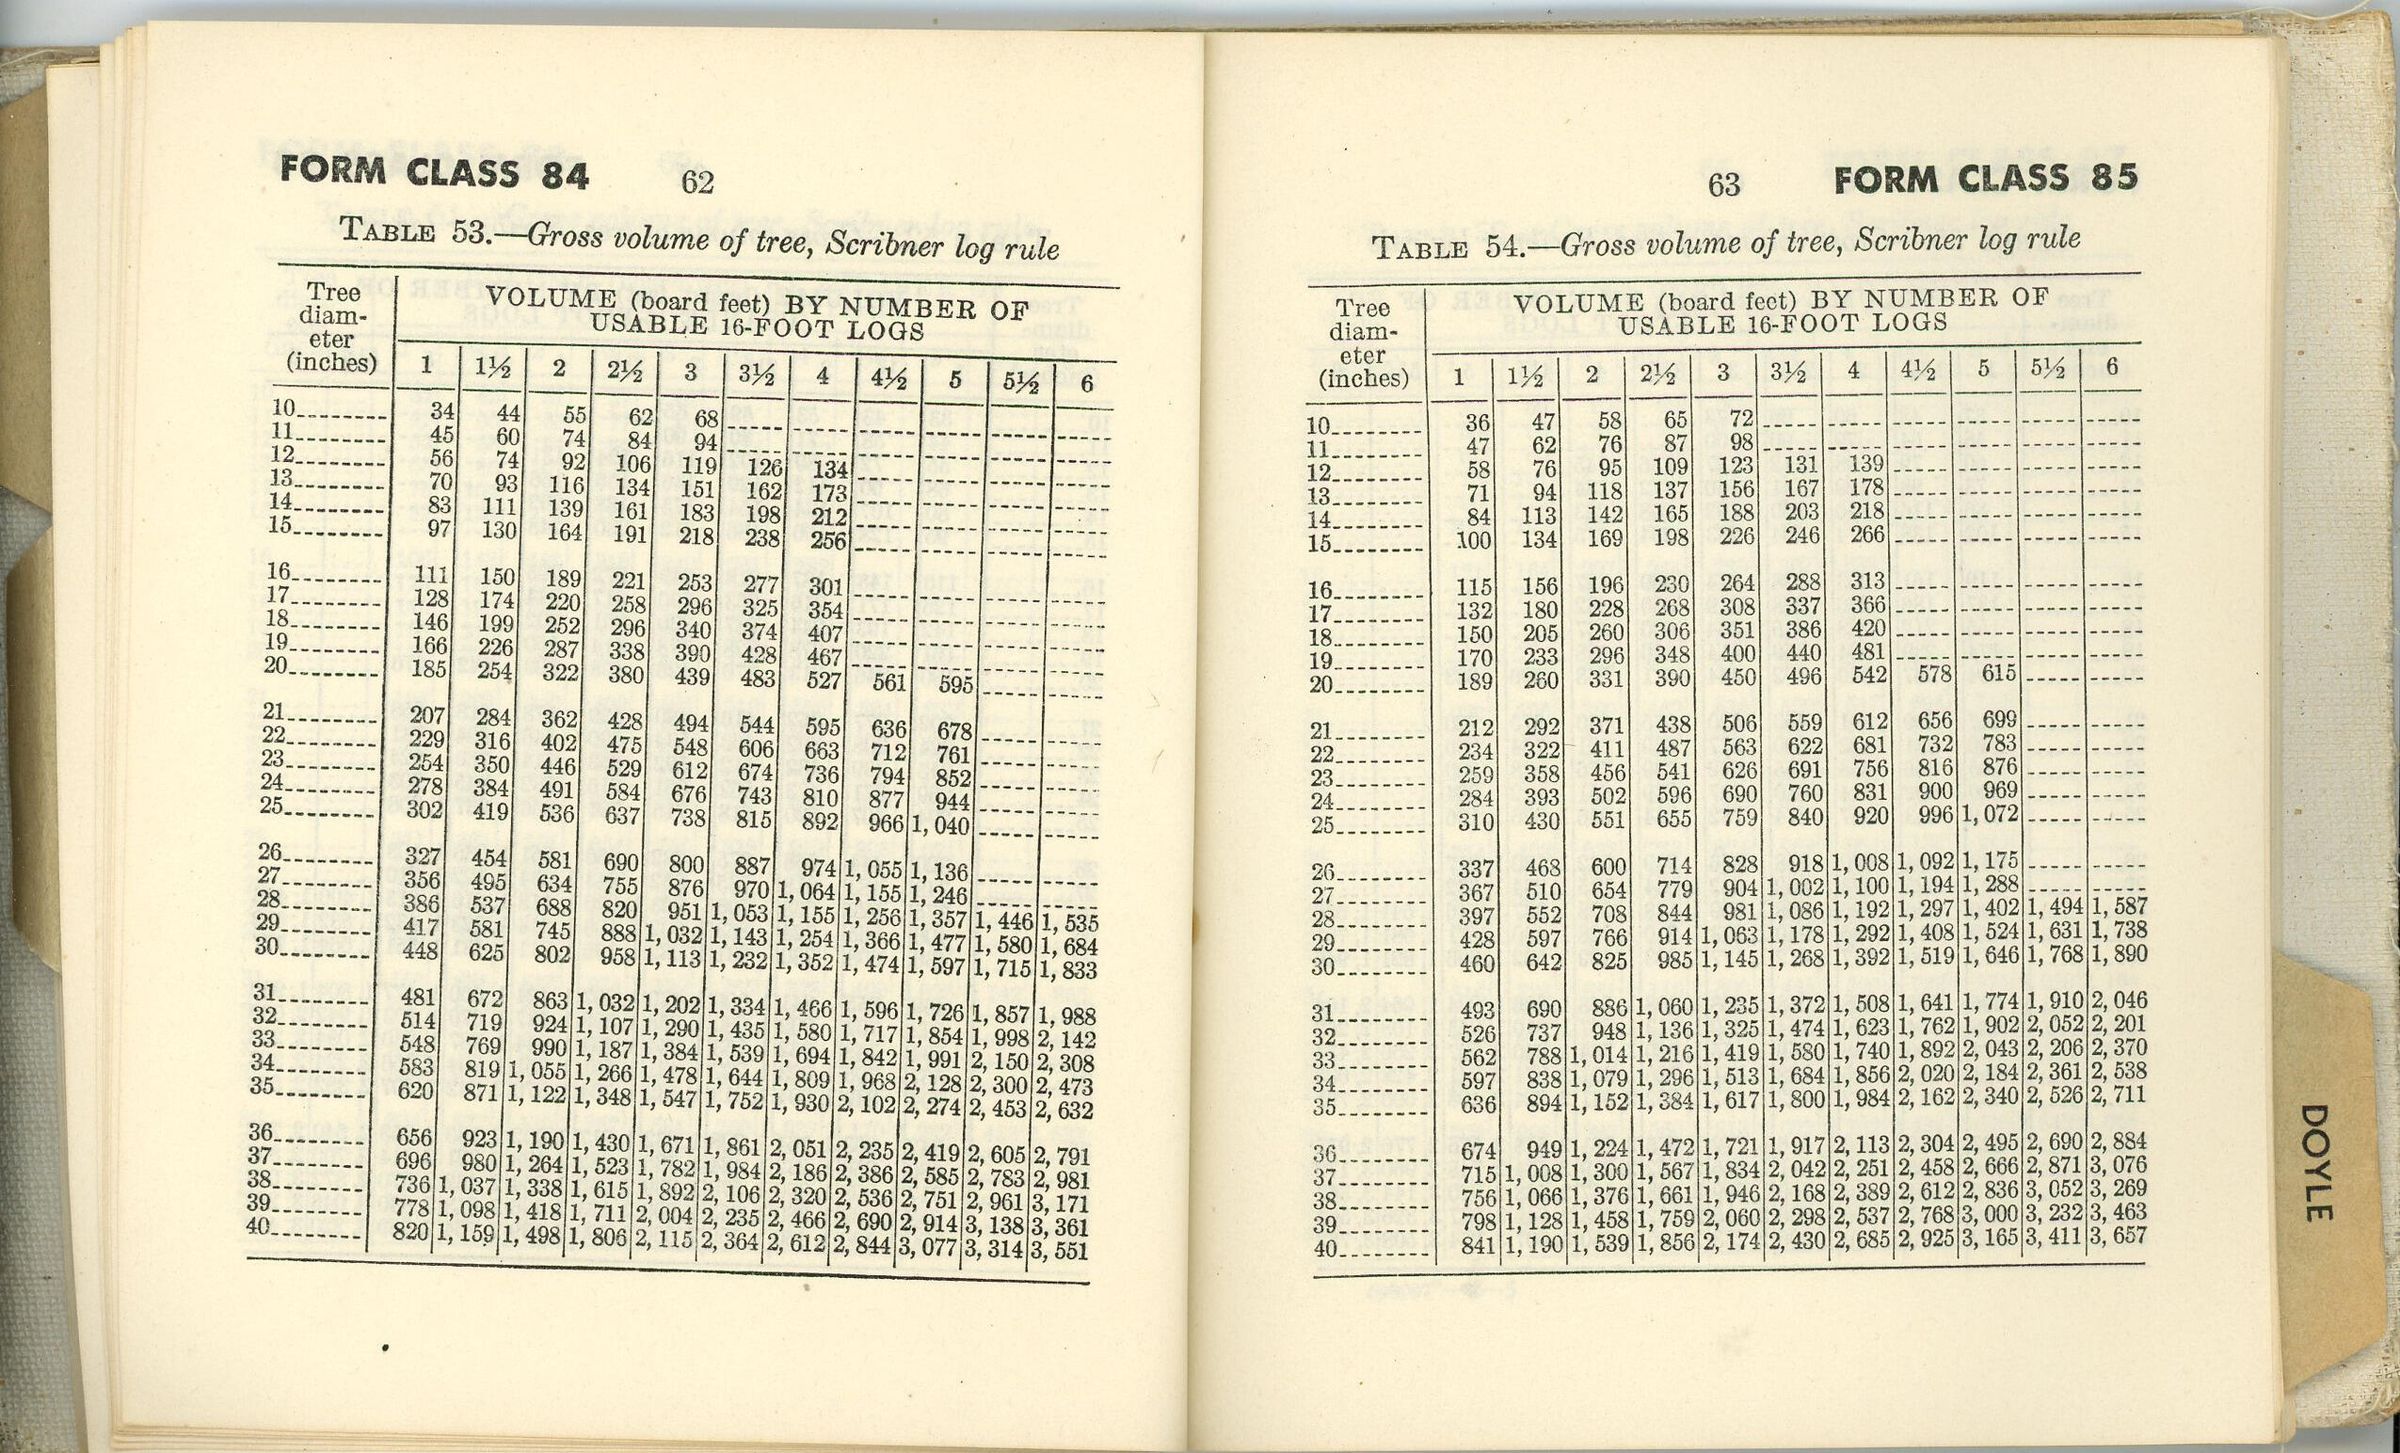 FORM CLASS 84 62
TABLE 53.—Gross volume of tree, Scribner log rule
Tree diam- eter (inches) VOLUME (board feet) BY NUMBER OF USABLE 16-FOOT LOGS
1 1½ 2 2½ 3 3½ 4 4½ 5 5½ 6
10 34 44 55 62 68
11 45 60 74 84 94
12 56 74 92 106 119 126 134
13 70 93 116 134 151 162 173
14 83 111 139 161 183 198 212
15 97 130 164 191 218 238 256
16 111 150 189 221 253 277 301
17 128 174 220 258 296 325 354
18 146 199 252 296 340 374 407
19 166 226 287 338 390 428 467
20 185 254 322 380 439 483 527 561 595
21 207 284 362 428 494 544 595 636 678
22 229 316 402 475 548 606 663 712 761
23 254 350 446 529 612 674 736 794 852
24 278 384 491 584 676 743 810 877 944
25 302 419 536 637 738 815 892 966 1,040
26 327 454 581 690 800 887 974 1,055 1,136
27 356 495 634 755 876 970 1,064 1,155 1,246
28 386 537 688 820 951 1,053 1,155 1,256 1,357 1,446 1,535
29 417 581 745 888 1,032 1,143 1,254 1,366 1,477 1,580 1,684
30 448 625 802 958 1,113 1,232 1,352 1,474 1,597 1,715 1,833
31 481 672 863 1,032 1,202 1,334 1,466 1,596 1,726 1,857 1,988
32 514 719 924 1,107 1,290 1,435 1,580 1,717 1,854 1,998 2,142
33 548 769 990 1,187 1,384 1,539 1,694 1,842 1,991 2,150 2,308
34 583 819 1,055 1,266 1,478 1,644 1,809 1,968 2,128 2,300 2,473
35 620 871 1,122 1,348 1,547 1,752 1,930 2,102 2,274 2,453 2,632
36 656 923 1,190 1,430 1,671 1,861 2,051 2,235 2,419 2,605 2,791
37 696 980 1,264 1,523 1,782 1,984 2,186 2,386 2,585 2,783 2,981
38 736 1,037 1,338 1,615 1,892 2,106 2,320 2,536 2,751 2,961 3,171
39 778 1,098 1,418 1,711 2,004 2,235 2,466 2,690 2,914 3,138 3,361
40 820 1,159 1,498 1,806 2,115 2,364 2,612 2,844 3,077 3,314 3,551
63 FORM CLASS 85
TABLE 54.—Gross volume of tree, Scribner log rule
Tree diam- eter (inches) VOLUME (board feet) BY NUMBER OF USABLE 16-FOOT LOGS
1 1½ 2 2½ 3 3½ 4 4½ 5 5½ 6
10 36 47 58 65 72
11 47 62 76 87 98
12 58 76 95 109 123 131 139
13 71 94 118 137 156 167 178
14 84 113 142 165 188 203 218
15 100 134 169 198 226 246 266
16 115 156 196 230 264 288 313
17 132 180 228 268 308 337 366
18 150 205 260 306 351 386 420
19 170 233 296 348 400 440 481
20 189 260 331 390 450 496 542 578 615
21 212 292 371 438 506 559 612 656 699
22 234 322 411 487 563 622 681 732 783
23 259 358 456 541 626 691 756 816 876
24 284 393 502 596 690 760 831 900 969
25 310 430 551 655 759 840 920 996 1,072
26 337 468 600 714 828 918 1,008 1,092 1,175
27 367 510 654 779 904 1,002 1,100 1,194 1,288
28 397 552 708 844 981 1,086 1,192 1,297 1,402 1,494 1,587
29 428 597 766 914 1,063 1,178 1,292 1,408 1,524 1,631 1,738
30 460 642 825 985 1,145 1,268 1,392 1,519 1,646 1,768 1,890
31 493 690 886 1,060 1,235 1,372 1,508 1,641 1,774 1,910 2,046
32 526 737 948 1,136 1,325 1,474 1,623 1,762 1,902 2,052 2,201
33 562 788 1,014 1,216 1,419 1,580 1,740 1,892 2,043 2,206 2,370
34 597 838 1,079 1,296 1,513 1,684 1,856 2,020 2,184 2,361 2,538
35 636 894 1,152 1,384 1,617 1,800 1,984 2,162 2,340 2,526 2,711
36 674 949 1,224 1,472 1,721 1,917 2,113 2,304 2,495 2,690 2,884
37 715 1,008 1,300 1,567 1,834 2,042 2,251 2,458 2,666 2,871 3,076
38 756 1,066 1,376 1,661 1,946 2,168 2,389 2,612 2,836 3,052 3,269
39 798 1,128 1,458 1,759 2,060 2,298 2,537 2,768 3,000 3,232 3,463
40 841 1,190 1,539 1,856 2,174 2,430 2,685 2,925 3,165 3,411 3,657
DOYLE